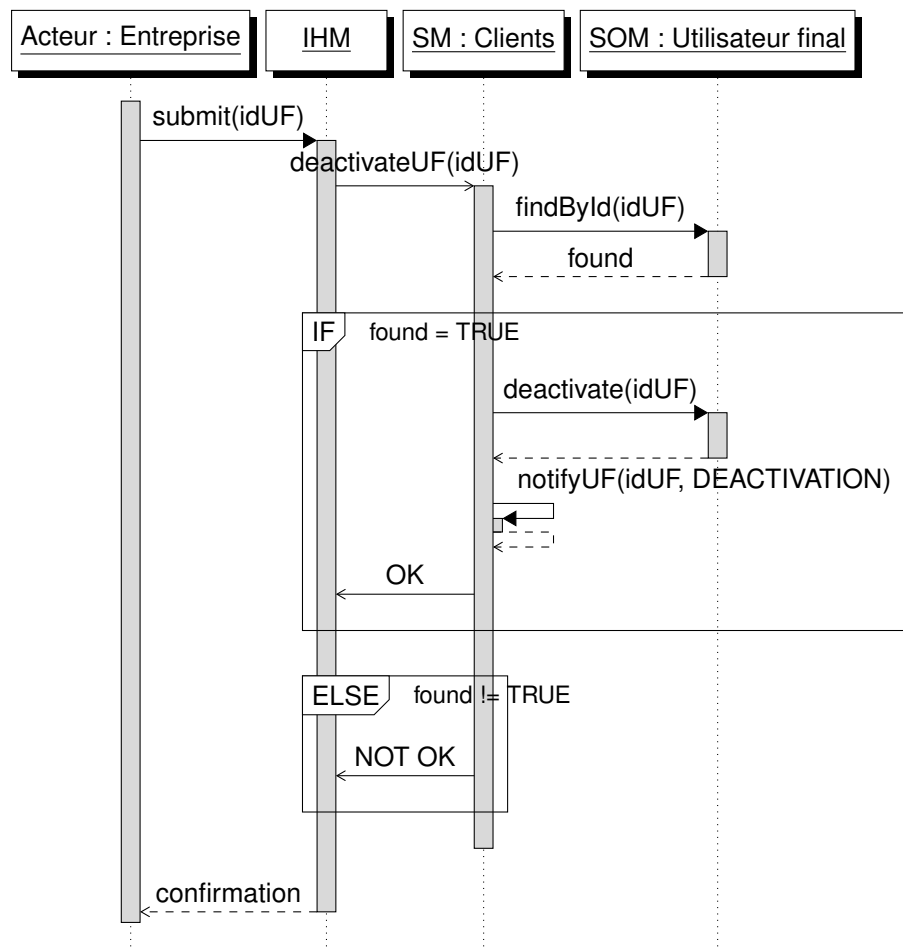 Acteur : Entreprise
IHM
SM : Clients
SOM : Utilisateur final
submit(idUF)
deactivateUF(idUF)
findById(idUF)
found
IF
found = TRUE
deactivate(idUF)
notifyUF(idUF, DEACTIVATION)
OK
ELSE
found != TRUE
NOT OK
confirmation